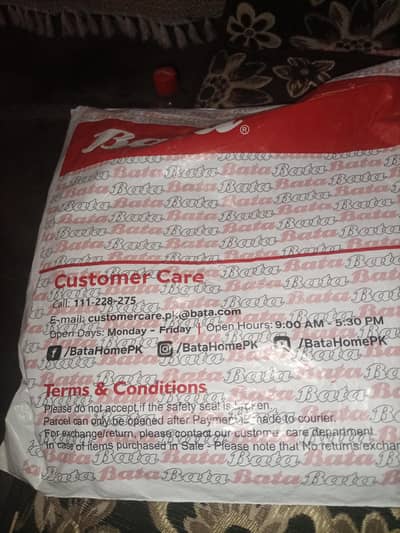 Bata®
Customer Care
Call: 111-228-275
E-mail: customercare.pk@bata.com
Open Days: Monday - Friday | Open Hours: 9:00 AM - 5:30 PM
/BataHomePK /BataHomePK /BataHomePK
Terms & Conditions
Please do not accept if the safety seal is broken.
Parcel can only be opened after Payment is made to courier.
For exchange/return, please contact our customer care department.
*In case of items purchased in Sale - Please note that No returns/exchan